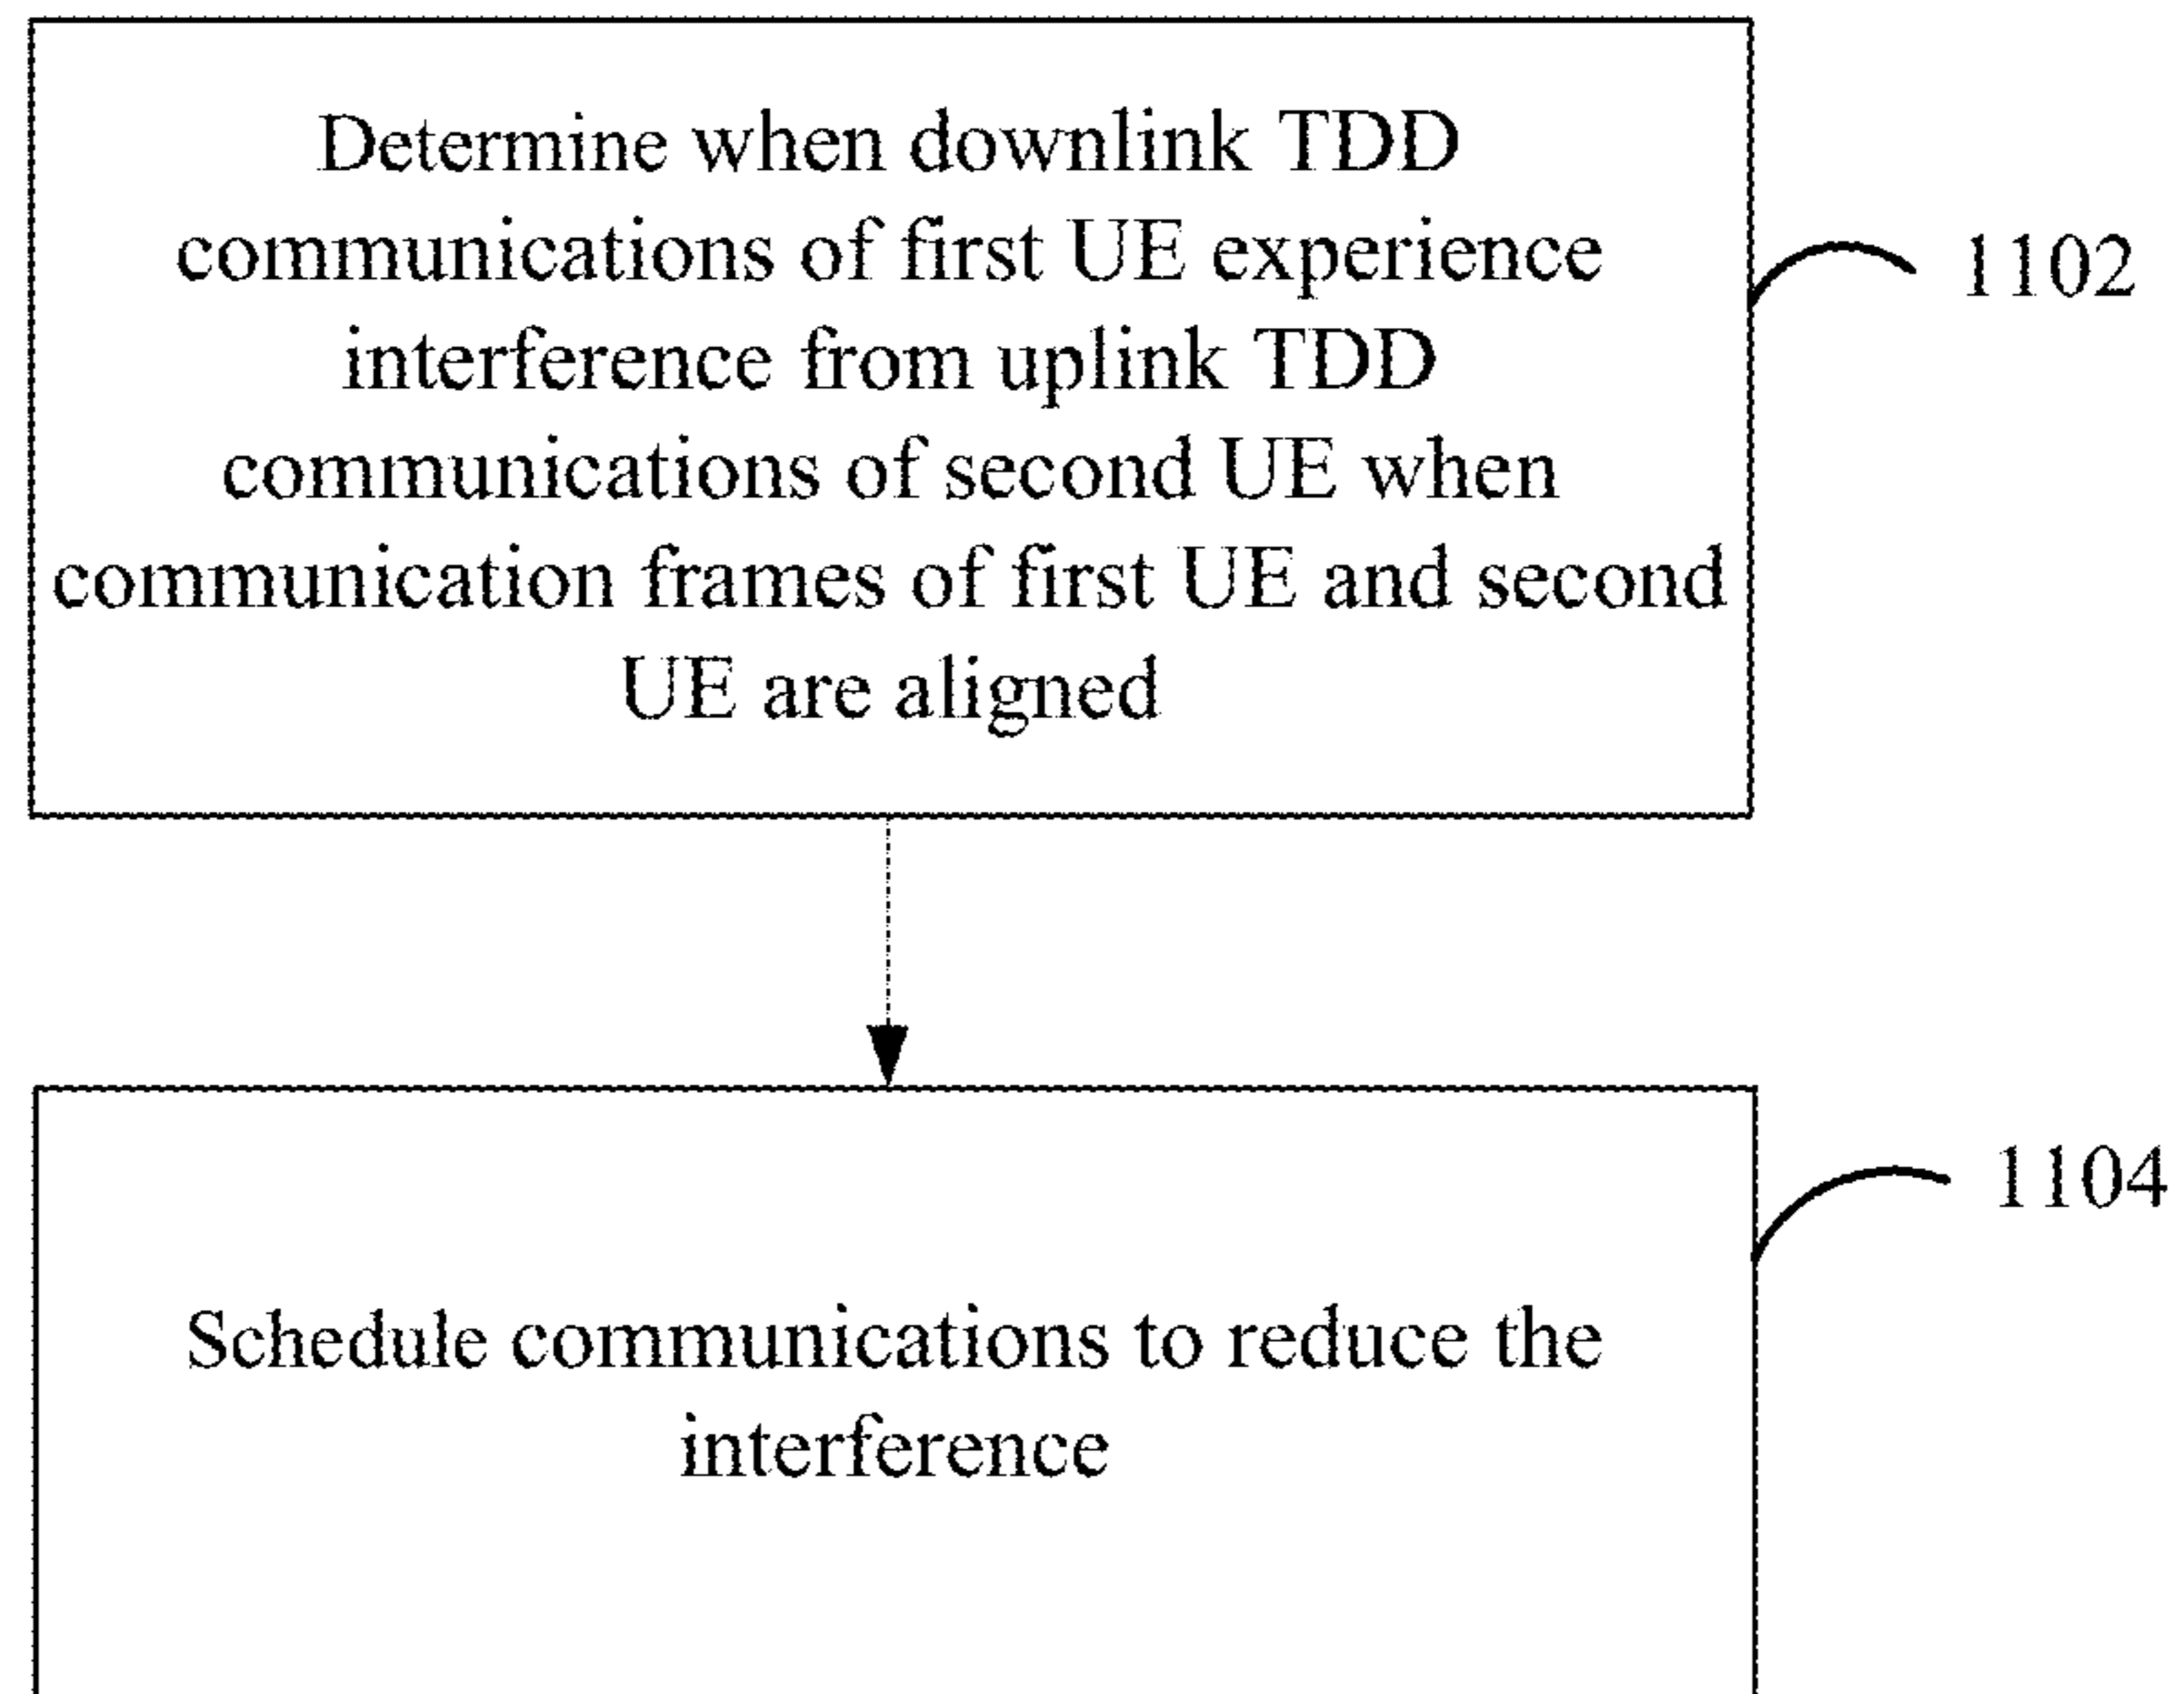 Determine when downlink TDD
communications of first UE experience
interference from uplink TDD
communications of second UE when
communication frames of first UE and second
UE are aligned
1102
Schedule communications to reduce the
interference
1104